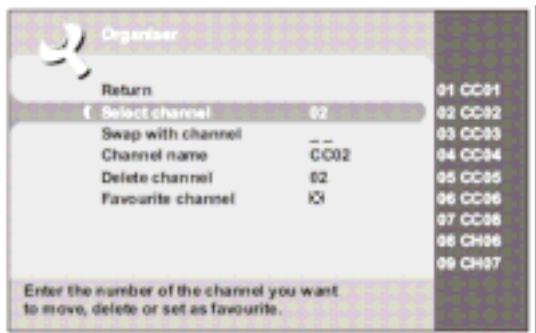 Organiser
Return
Select channel 02
Swap with channel _ _
Channel name CC02
Delete channel 02
Favourite channel
Enter the number of the channel you want
to move, delete or set as favourite.
01 CC01
02 CC02
03 CC03
04 CC04
05 CC05
06 CC06
07 CC08
08 CH06
09 CH07